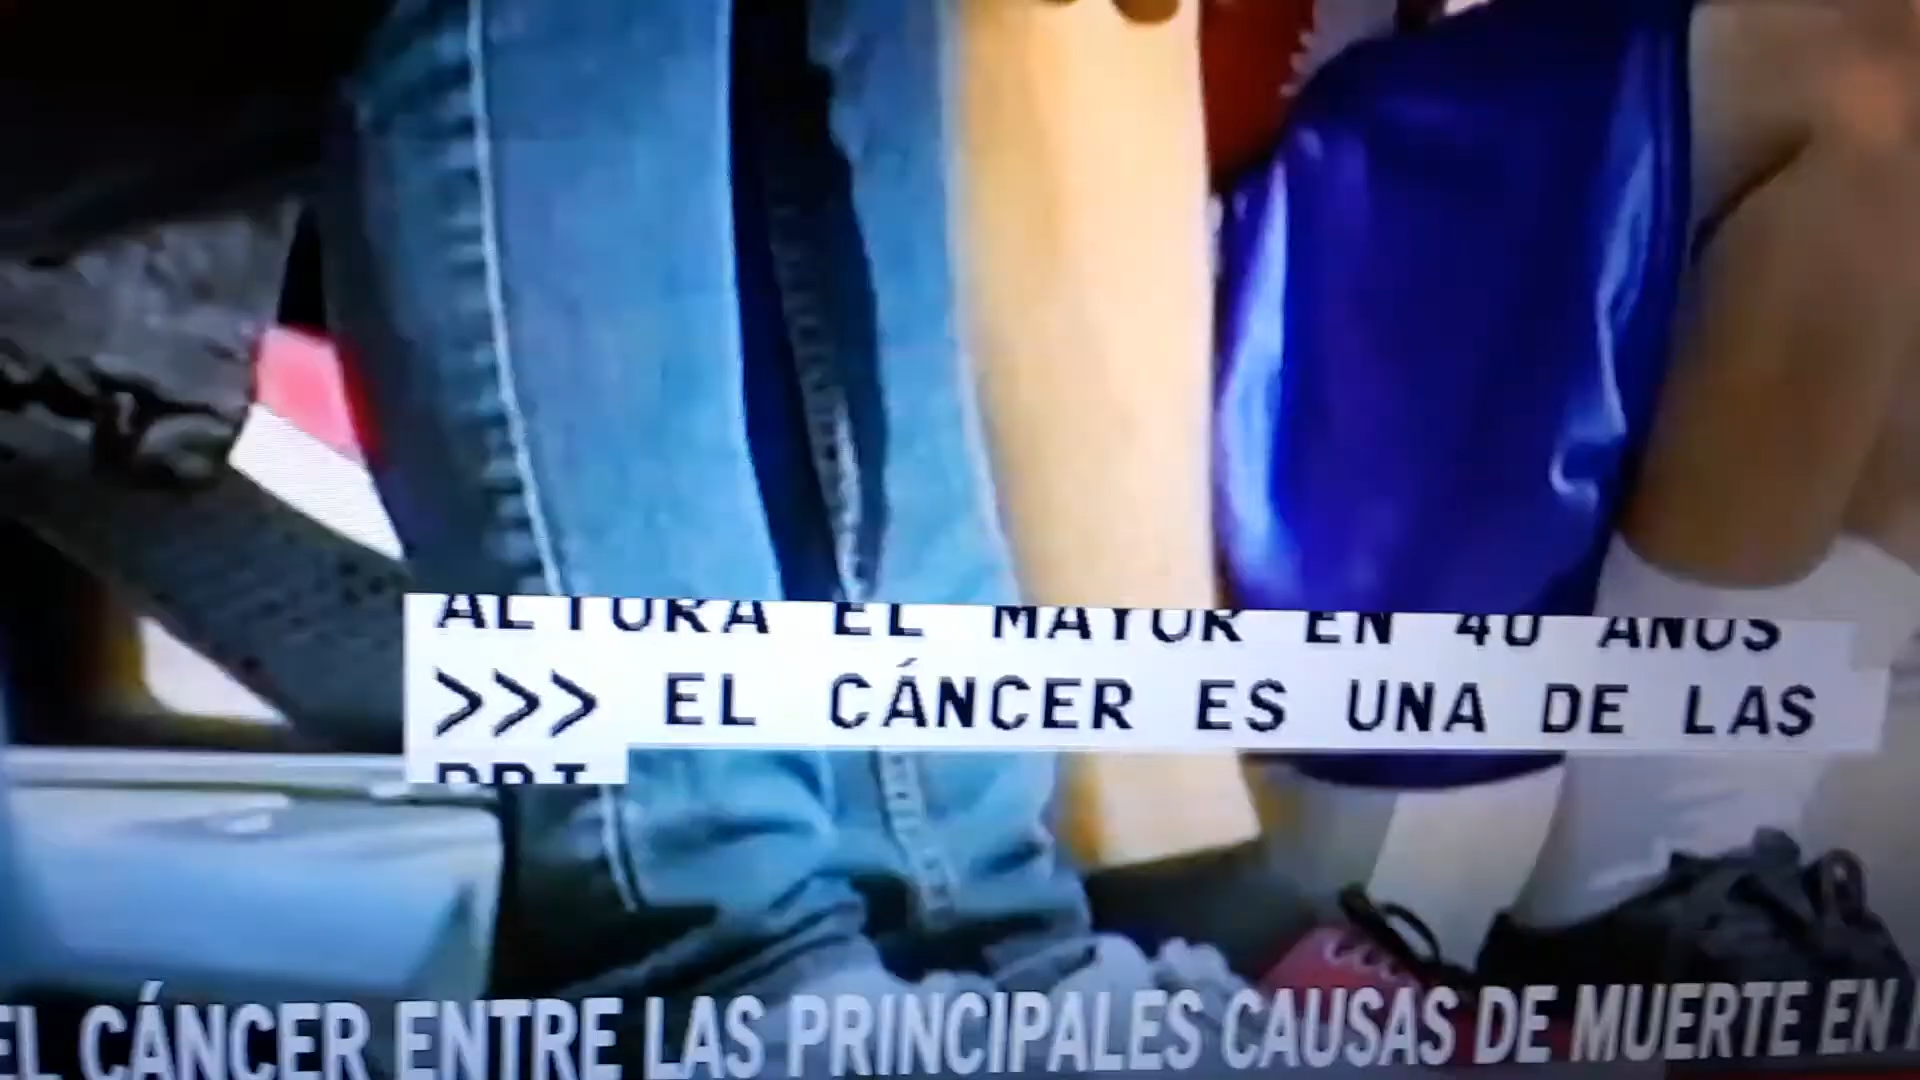 ALTURA EL MAYOR EN 40 AÑOS
>>> EL CÁNCER ES UNA DE LAS
PRI
EL CÁNCER ENTRE LAS PRINCIPALES CAUSAS DE MUERTE EN